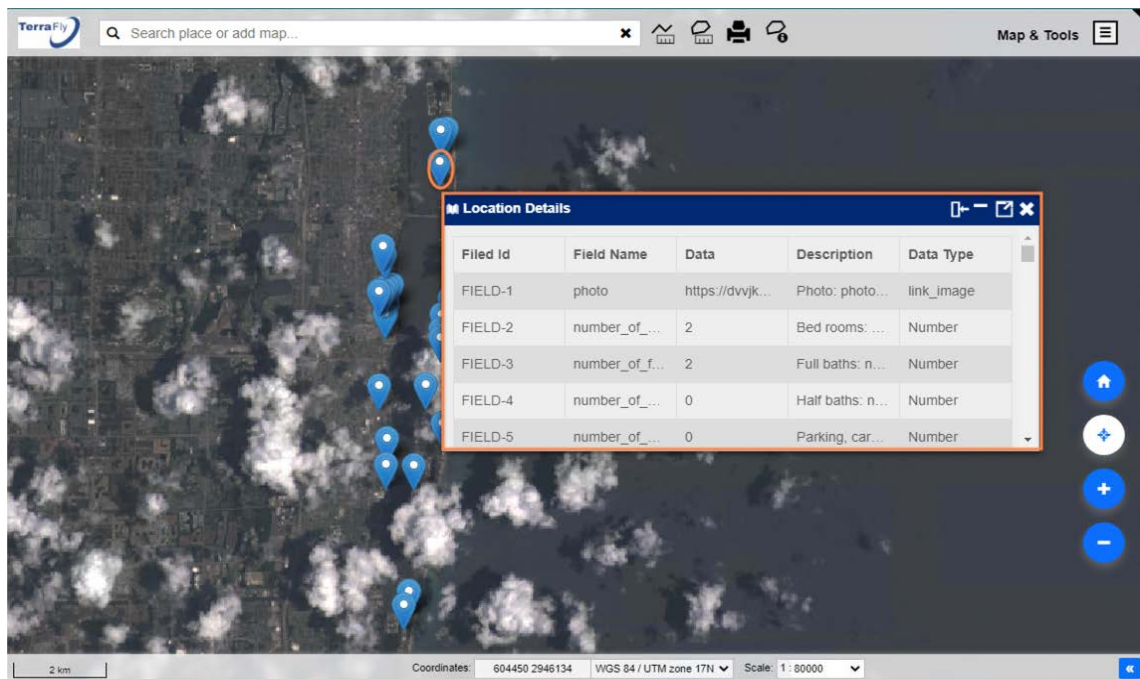 TerraFly
Search place or add map...
Map & Tools
Location Details
Filed Id Field Name Data Description Data Type
FIELD-1 photo https://dvvjk... Photo: photo... link_image
FIELD-2 number_of_... 2 Bed rooms: ... Number
FIELD-3 number_of_f... 2 Full baths: n... Number
FIELD-4 number_of_... 0 Half baths: n... Number
FIELD-5 number_of_... 0 Parking, car... Number
2 km Coordinates: 604450 2946134 WGS 84 / UTM zone 17N Scale: 1 : 80000